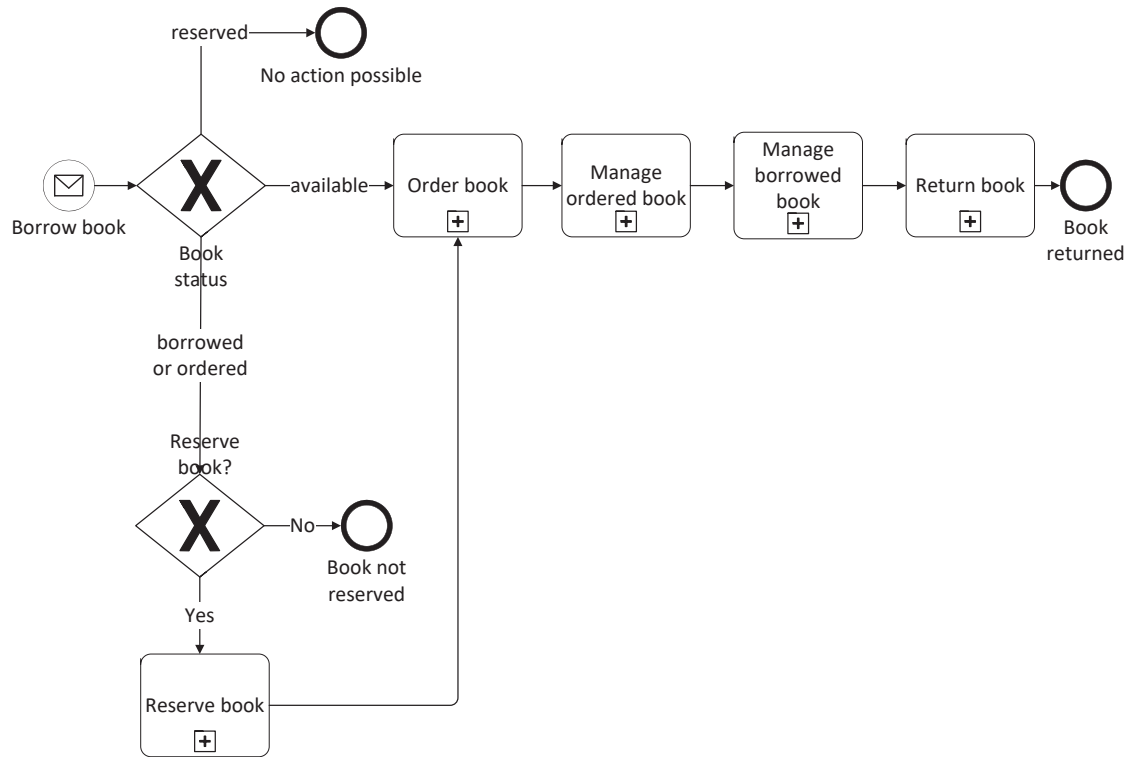 reserved
No action possible
Borrow book
Book
status
available
Order book
Manage
ordered book
Manage
borrowed
book
Return book
Book
returned
borrowed
or ordered
Reserve
book?
No
Book not
reserved
Yes
Reserve book